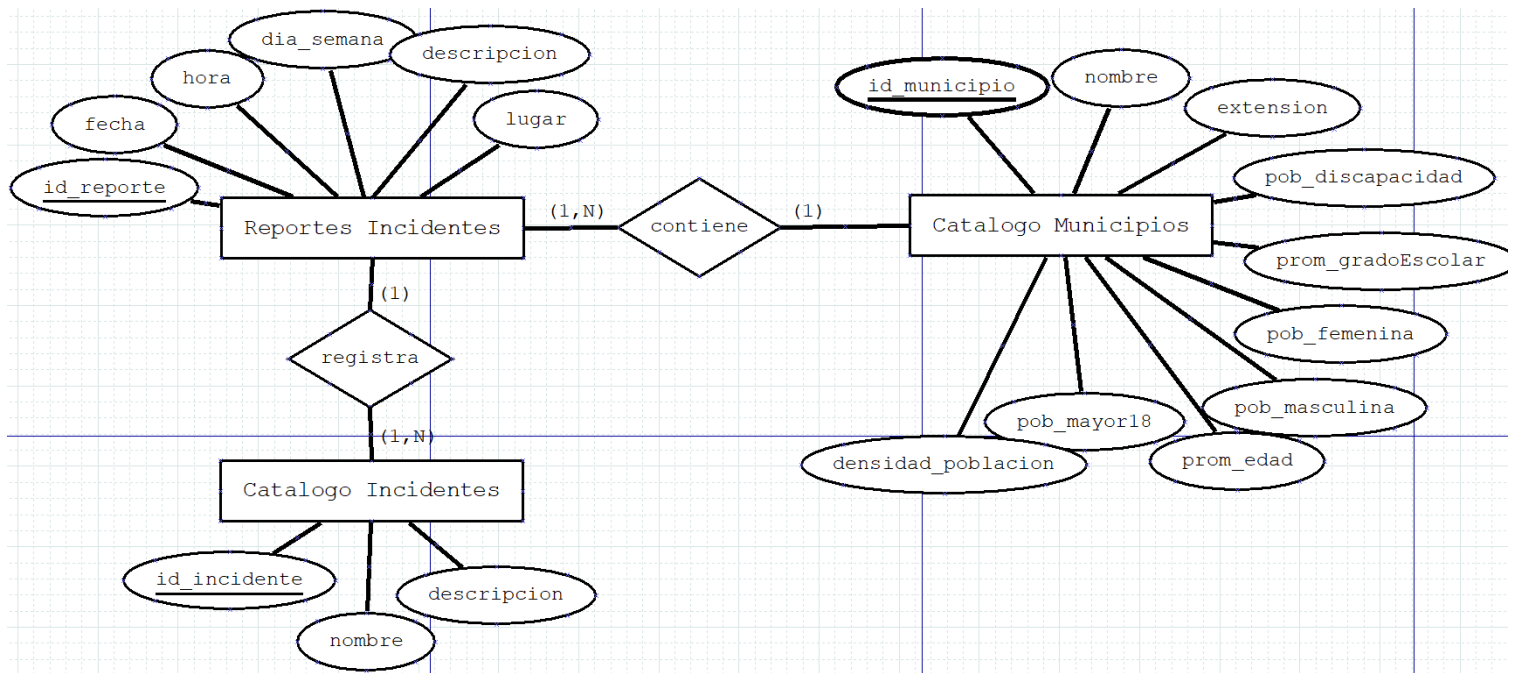 dia_semana
descripcion
hora
fecha
lugar
id_reporte
Reportes Incidentes
(1,N)
contiene
(1)
id_municipio
nombre
extension
pob_discapacidad
Catalogo Municipios
prom_gradoEscolar
pob_femenina
pob_masculina
pob_mayor18
prom_edad
densidad_poblacion
(1)
registra
(1,N)
Catalogo Incidentes
id_incidente
descripcion
nombre